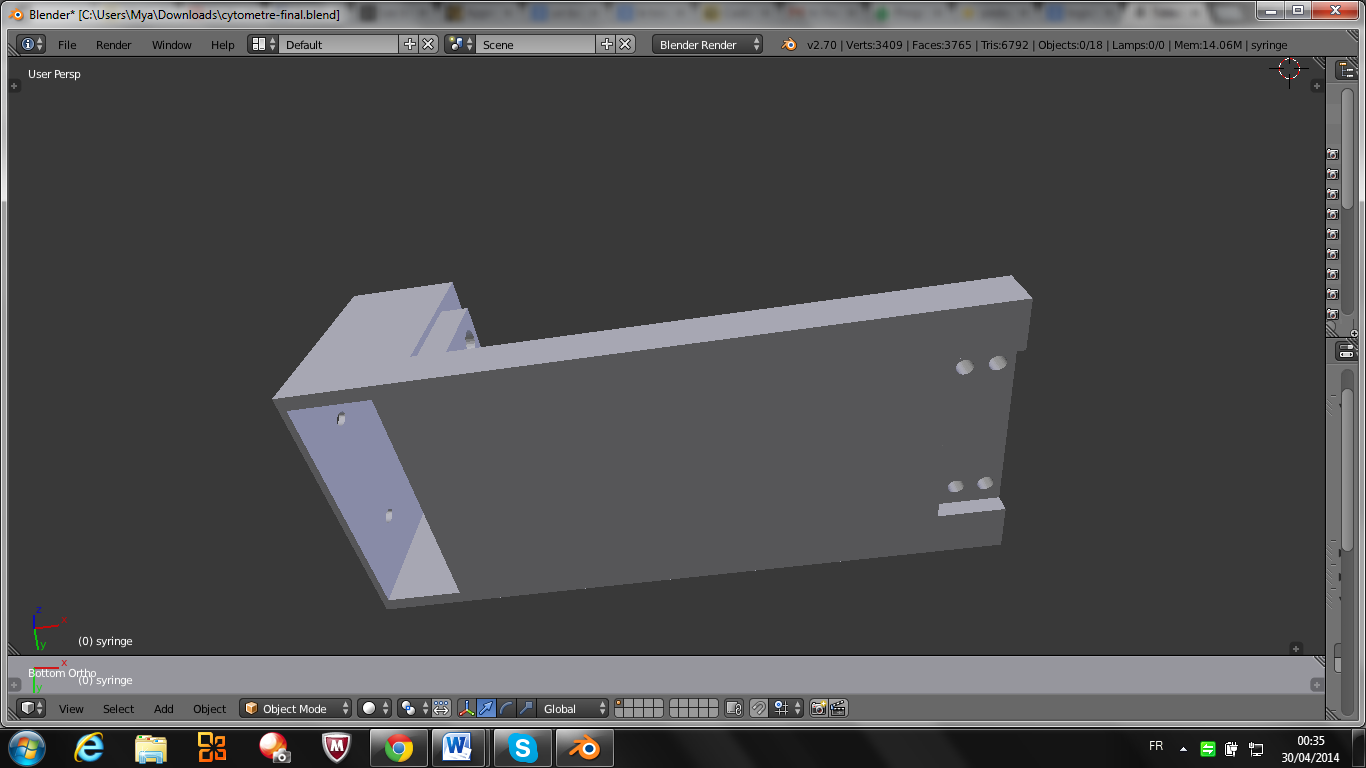 Blender* [C:\Users\Mya\Downloads\cytometre-final.blend]
File Render Window Help Default Scene Blender Render v2.70 | Verts:3409 | Faces:3765 | Tris:6792 | Objects:0/18 | Lamps:0/0 | Mem:14.06M | syringe
User Persp
z
x
y
(0) syringe
x
Bottom Ortho
(0) syringe
View Select Add Object Object Mode Global
FR 00:35
30/04/2014